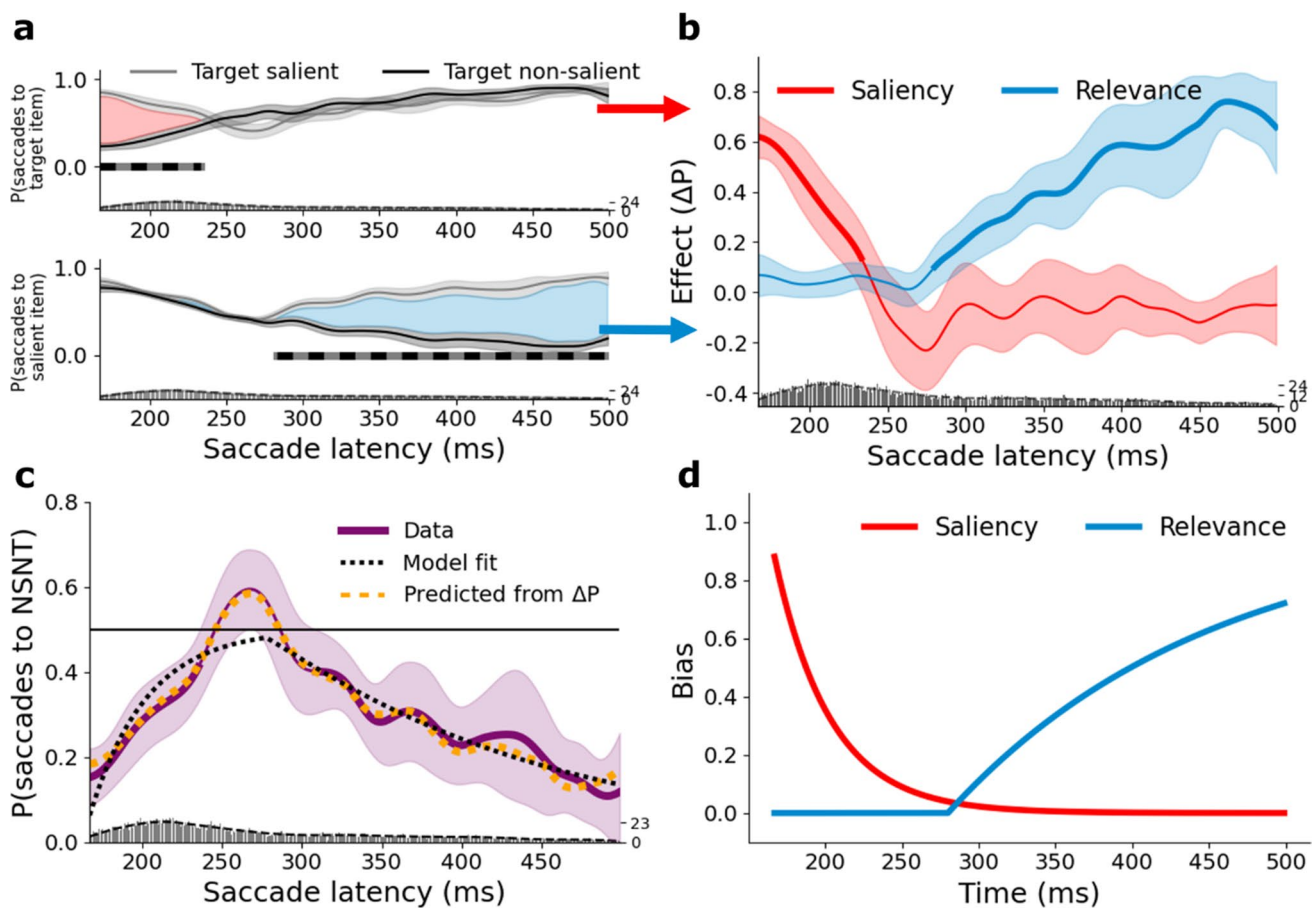 a
Target salient
Target non-salient
P(saccades to
target item)
1.0
0.0
24
0
200 250 300 350 400 450 500
P(saccades to
salient item)
1.0
0.0
24
0
200 250 300 350 400 450 500
Saccade latency (ms)
b
Saliency
Relevance
Effect (ΔP)
0.8
0.6
0.4
0.2
0.0
-0.2
-0.4
24
12
0
200 250 300 350 400 450 500
Saccade latency (ms)
c
Data
Model fit
Predicted from ΔP
P(saccades to NSNT)
0.8
0.6
0.4
0.2
0.0
23
0
200 250 300 350 400 450
Saccade latency (ms)
d
Saliency
Relevance
Bias
1.0
0.8
0.6
0.4
0.2
0.0
200 250 300 350 400 450 500
Time (ms)